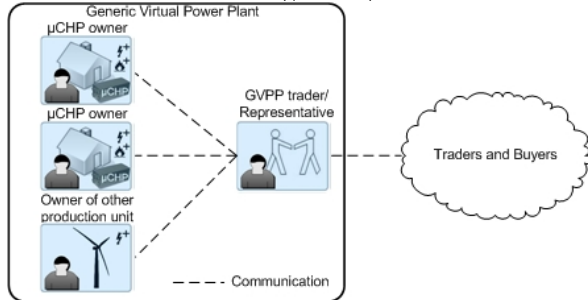 Generic Virtual Power Plant
µCHP owner
µCHP
µCHP owner
µCHP
Owner of other
production unit
GVPP trader/
Representative
Traders and Buyers
Communication